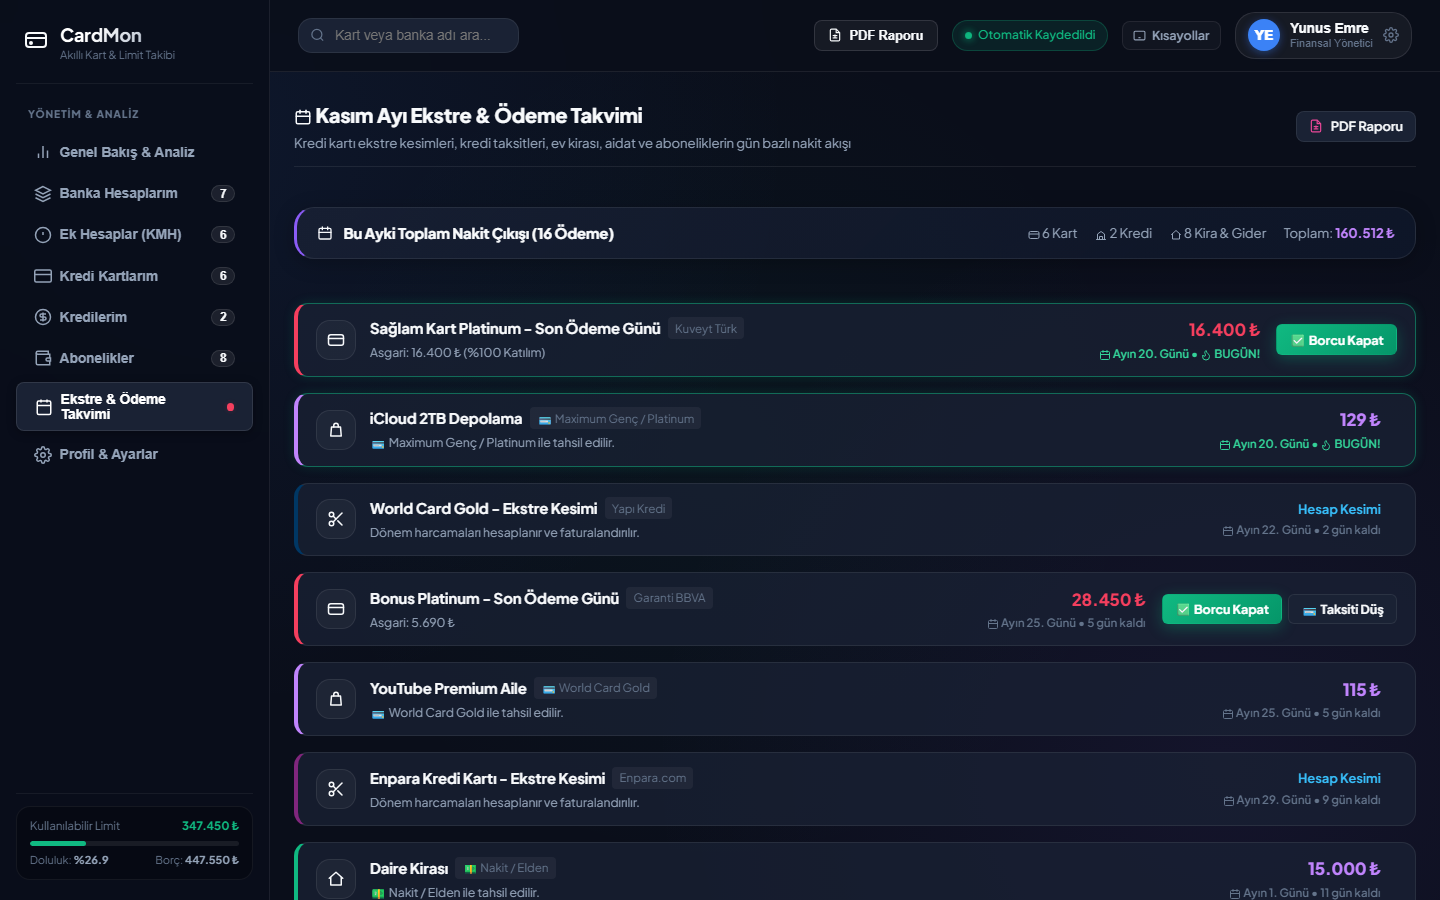 CardMon
Akıllı Kart & Limit Takibi
Kart veya banka adı ara...
PDF Raporu
Otomatik Kaydedildi
Kısayollar
YE
Yunus Emre
Finansal Yönetici
YÖNETİM & ANALİZ
Genel Bakış & Analiz
Banka Hesaplarım 7
Ek Hesaplar (KMH) 6
Kredi Kartlarım 6
Kredilerim 2
Abonelikler 8
Ekstre & Ödeme
Takvimi
Profil & Ayarlar
Kullanılabilir Limit 347.450 ₺
Doluluk: %26.9 Borç: 447.550 ₺
Kasım Ayı Ekstre & Ödeme Takvimi
Kredi kartı ekstre kesimleri, kredi taksitleri, ev kirası, aidat ve aboneliklerin gün bazlı nakit akışı
PDF Raporu
Bu Ayki Toplam Nakit Çıkışı (16 Ödeme)
6 Kart 2 Kredi 8 Kira & Gider Toplam: 160.512 ₺
Sağlam Kart Platinum - Son Ödeme Günü Kuveyt Türk
Asgari: 16.400 ₺ (%100 Katılım)
16.400 ₺
Ayın 20. Günü • BUGÜN!
Borcu Kapat
iCloud 2TB Depolama Maximum Genç / Platinum
Maximum Genç / Platinum ile tahsil edilir.
129 ₺
Ayın 20. Günü • BUGÜN!
World Card Gold - Ekstre Kesimi Yapı Kredi
Dönem harcamaları hesaplanır ve faturalandırılır.
Hesap Kesimi
Ayın 22. Günü • 2 gün kaldı
Bonus Platinum - Son Ödeme Günü Garanti BBVA
Asgari: 5.690 ₺
28.450 ₺
Ayın 25. Günü • 5 gün kaldı
Borcu Kapat
Taksiti Düş
YouTube Premium Aile World Card Gold
World Card Gold ile tahsil edilir.
115 ₺
Ayın 25. Günü • 5 gün kaldı
Enpara Kredi Kartı - Ekstre Kesimi Enpara.com
Dönem harcamaları hesaplanır ve faturalandırılır.
Hesap Kesimi
Ayın 29. Günü • 9 gün kaldı
Daire Kirası Nakit / Elden
Nakit / Elden ile tahsil edilir.
15.000 ₺
Ayın 1. Günü • 11 gün kaldı